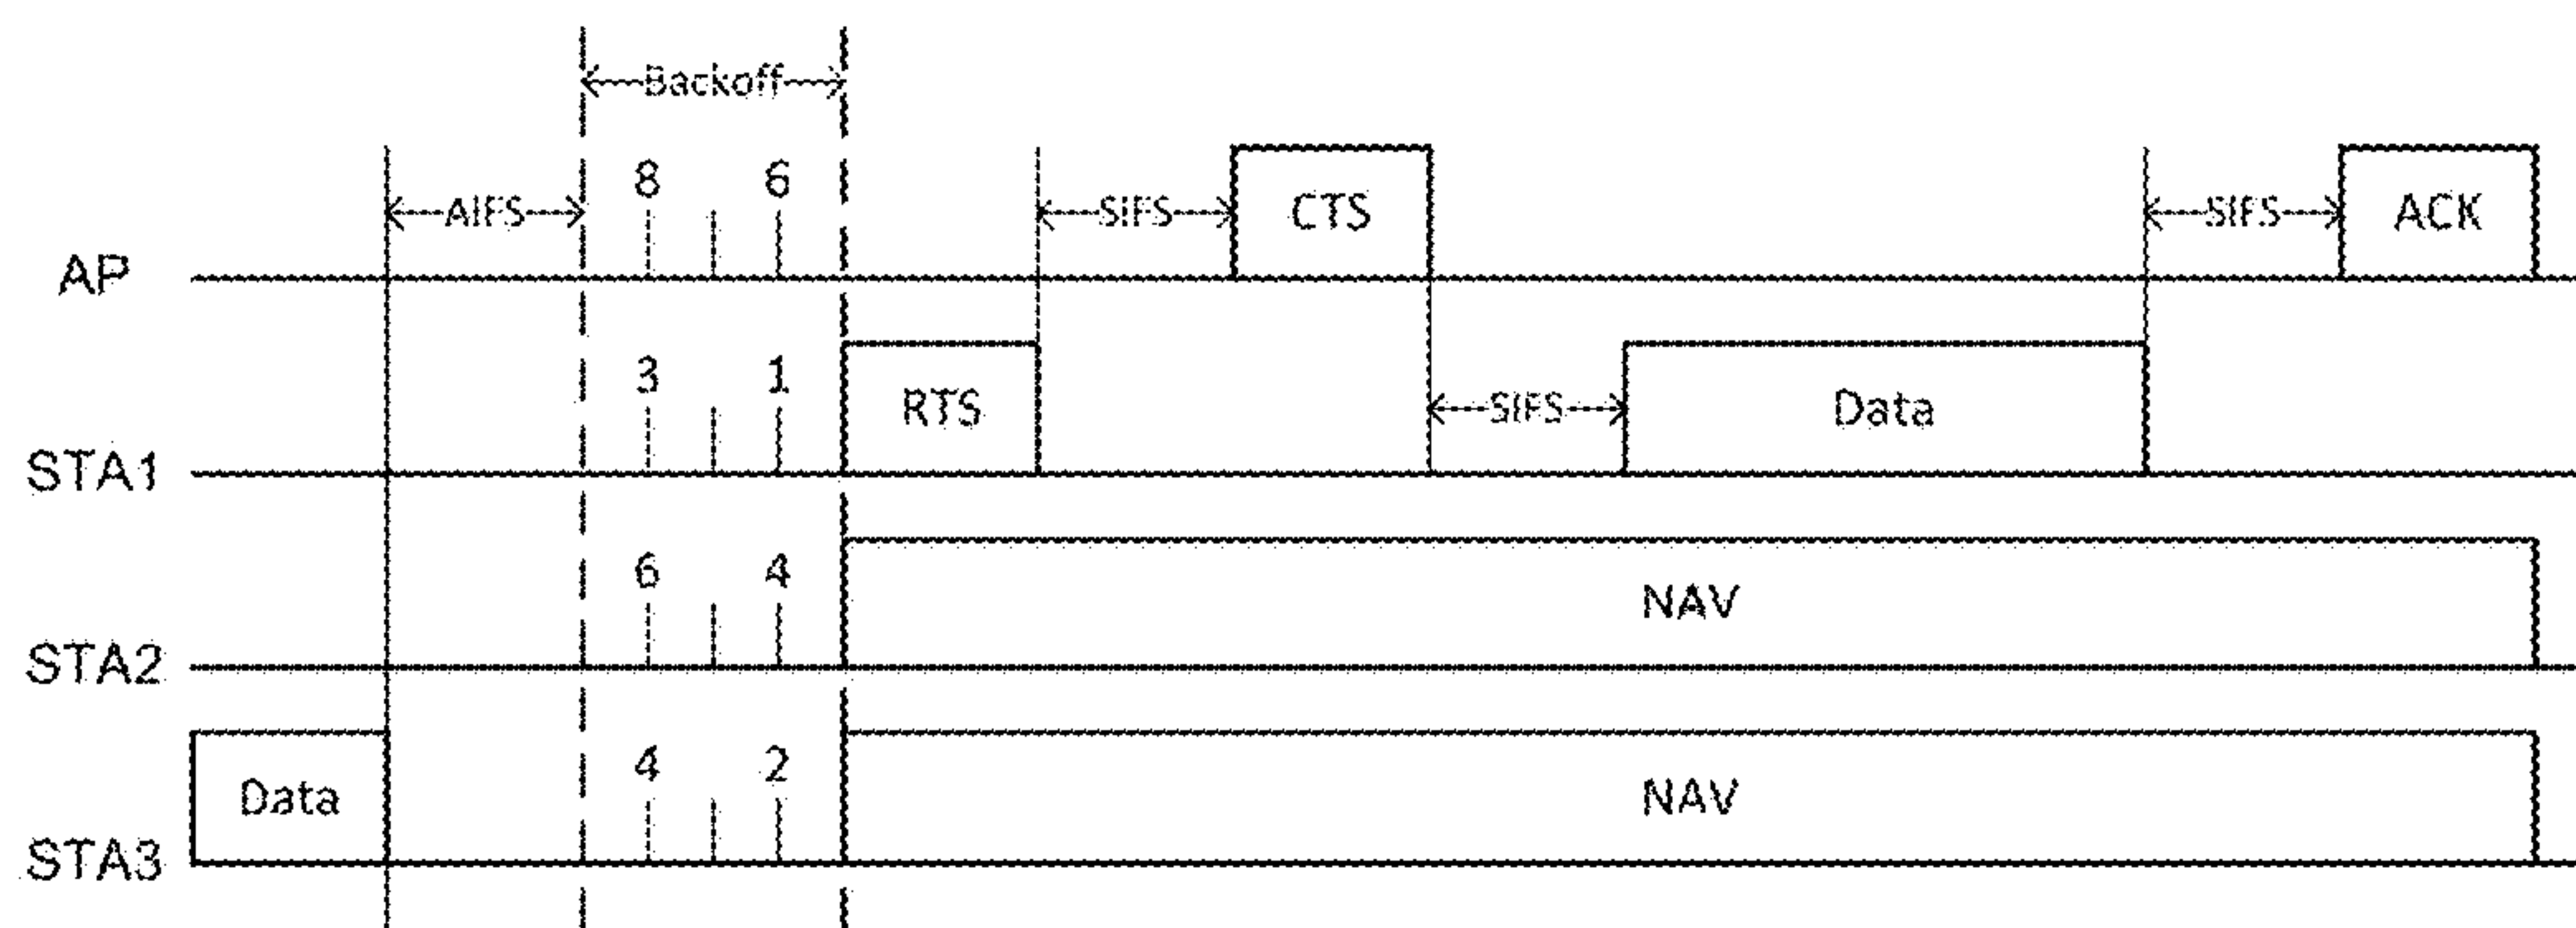 Backoff
8 6
AIFS SIFS CTS SIFS ACK
AP
3 1
RTS SIFS Data
STA1
6 4
NAV
STA2
4 2
Data NAV
STA3